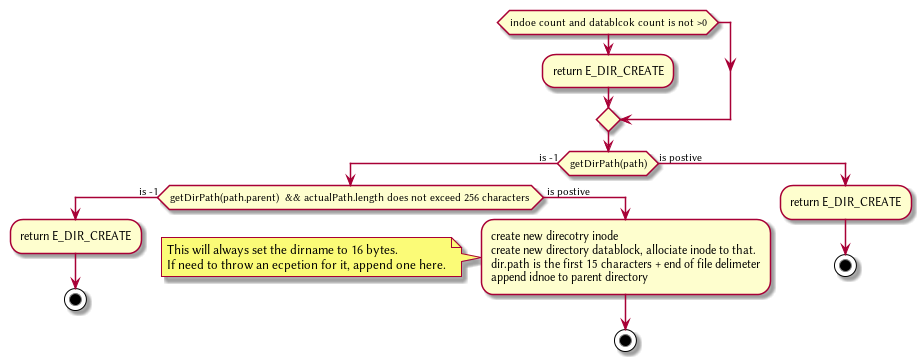 indoe count and datablcok count is not >0
return E_DIR_CREATE
is -1
getDirPath(path)
is postive
is -1
getDirPath(path.parent) && actualPath.length does not exceed 256 characters
is postive
return E_DIR_CREATE
return E_DIR_CREATE
This will always set the dirname to 16 bytes.
If need to throw an ecpetion for it, append one here.
create new direcotry inode
create new directory datablock, allociate inode to that.
dir.path is the first 15 characters + end of file delimeter
append idnoe to parent directory